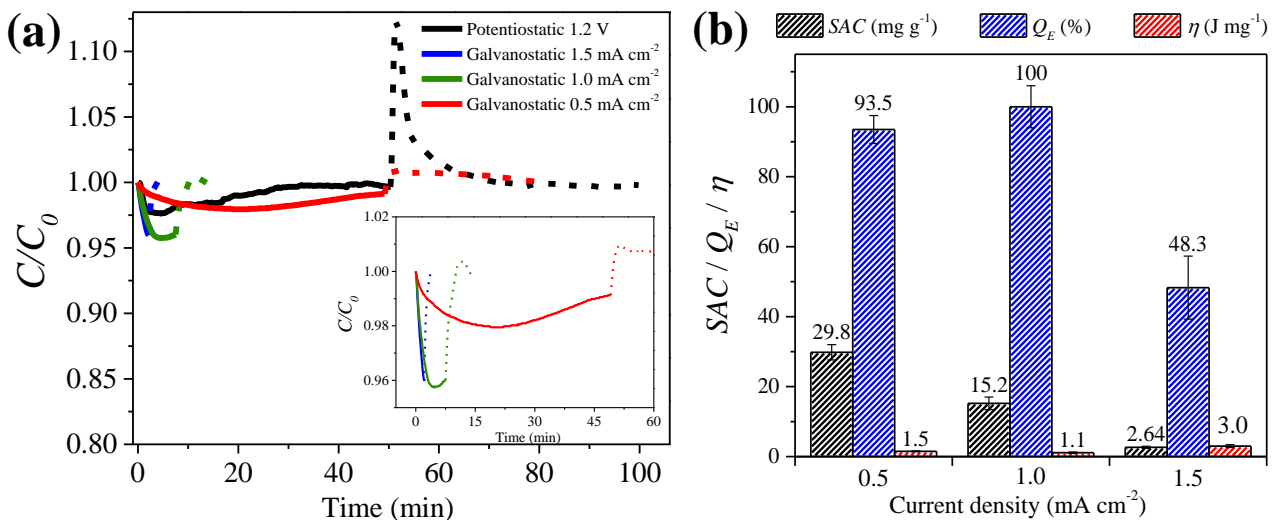 (a)
Potentiostatic 1.2 V
Galvanostatic 1.5 mA cm⁻²
Galvanostatic 1.0 mA cm⁻²
Galvanostatic 0.5 mA cm⁻²
1.10
1.05
1.00
0.95
0.90
0.85
0.80
C/C₀
0 20 40 60 80 100
Time (min)
1.02
1.00
0.98
0.96
C/C₀
0 15 30 45 60
Time (min)
(b)
SAC (mg g⁻¹) Q_E (%) η (J mg⁻¹)
100
80
60
40
20
0
SAC / Q_E / η
29.8 93.5 1.5
15.2 100 1.1
2.64 48.3 3.0
0.5 1.0 1.5
Current density (mA cm⁻²)